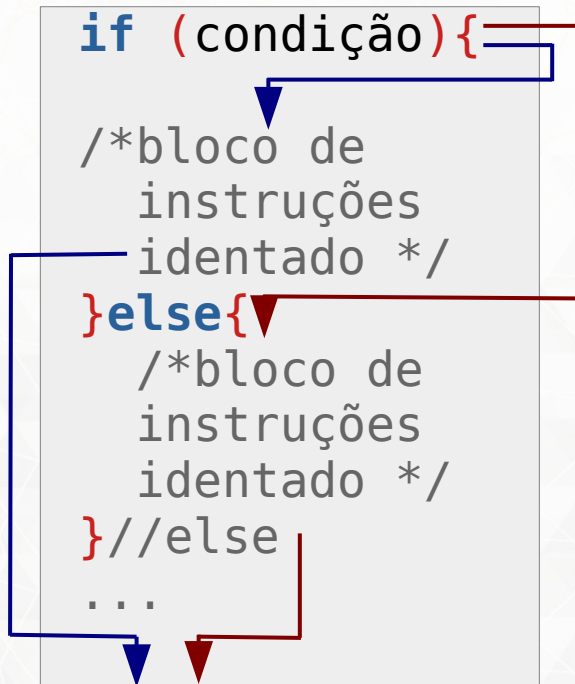 if (condição){
/*bloco de
instruções
identado */
}else{
/*bloco de
instruções
identado */
}//else
...